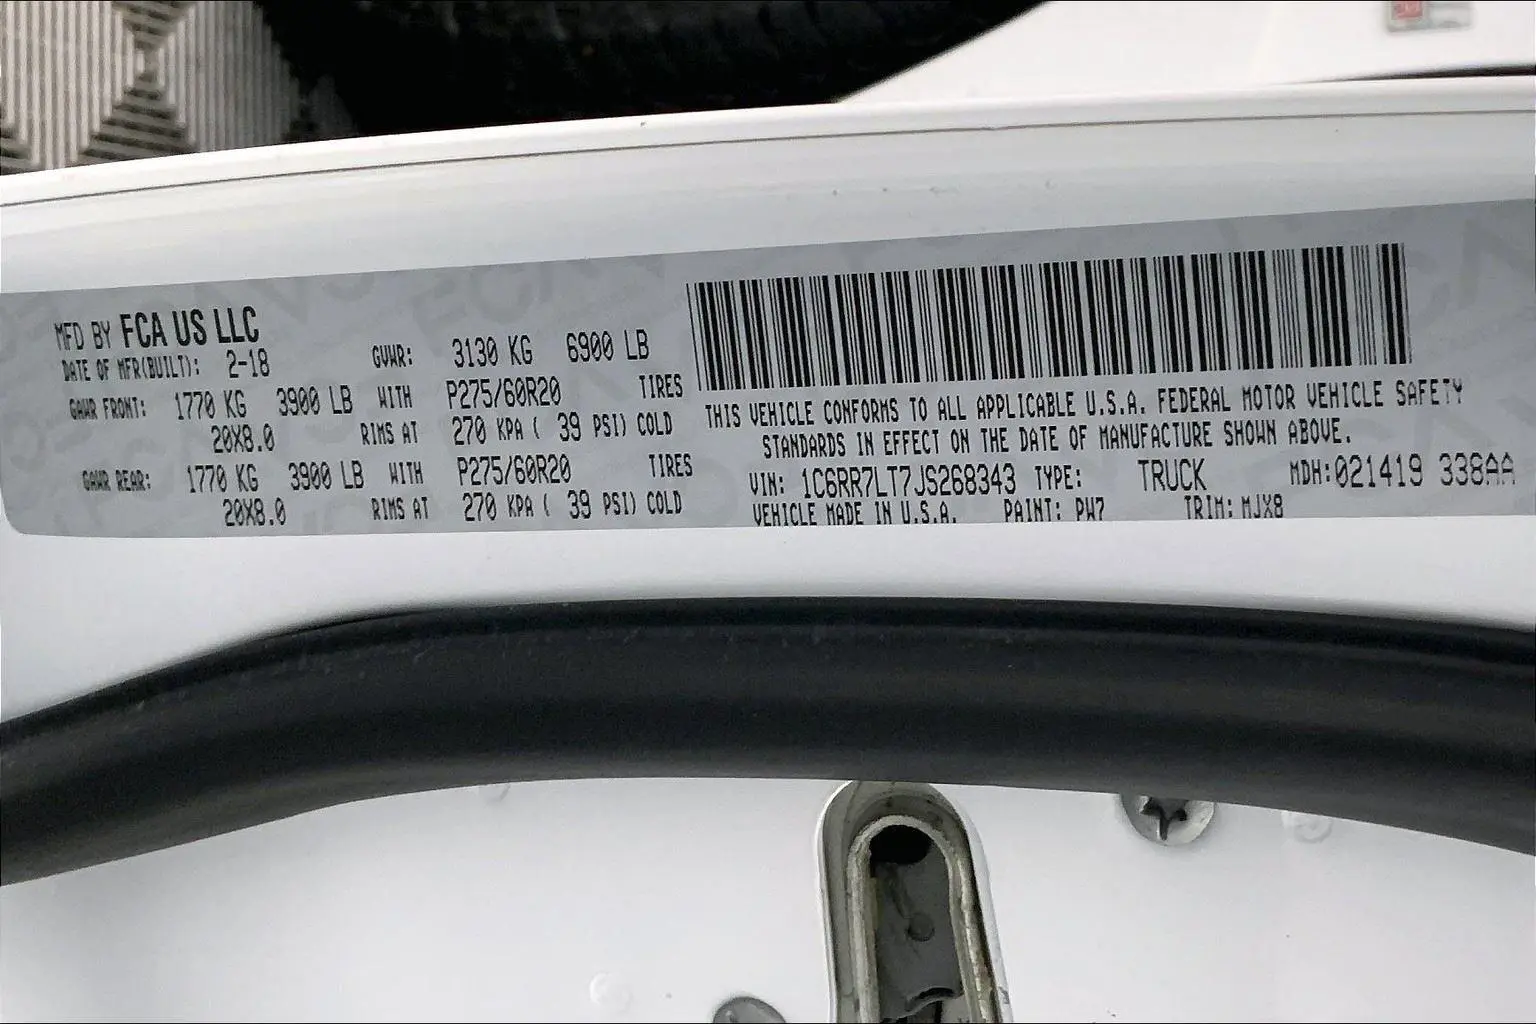 MFD BY FCA US LLC
DATE OF MFR(BUILT): 2-18 GVWR: 3130 KG 6900 LB
GAWR FRONT: 1770 KG 3900 LB WITH P275/60R20 TIRES
20X8.0 RIMS AT 270 KPA ( 39 PSI) COLD
GAWR REAR: 1770 KG 3900 LB WITH P275/60R20 TIRES
20X8.0 RIMS AT 270 KPA ( 39 PSI) COLD
THIS VEHICLE CONFORMS TO ALL APPLICABLE U.S.A. FEDERAL MOTOR VEHICLE SAFETY
STANDARDS IN EFFECT ON THE DATE OF MANUFACTURE SHOWN ABOVE.
VIN: 1C6RR7LT7JS268343 TYPE: TRUCK MDH:021419 338AA
VEHICLE MADE IN U.S.A. PAINT: PW7 TRIM: MJX8